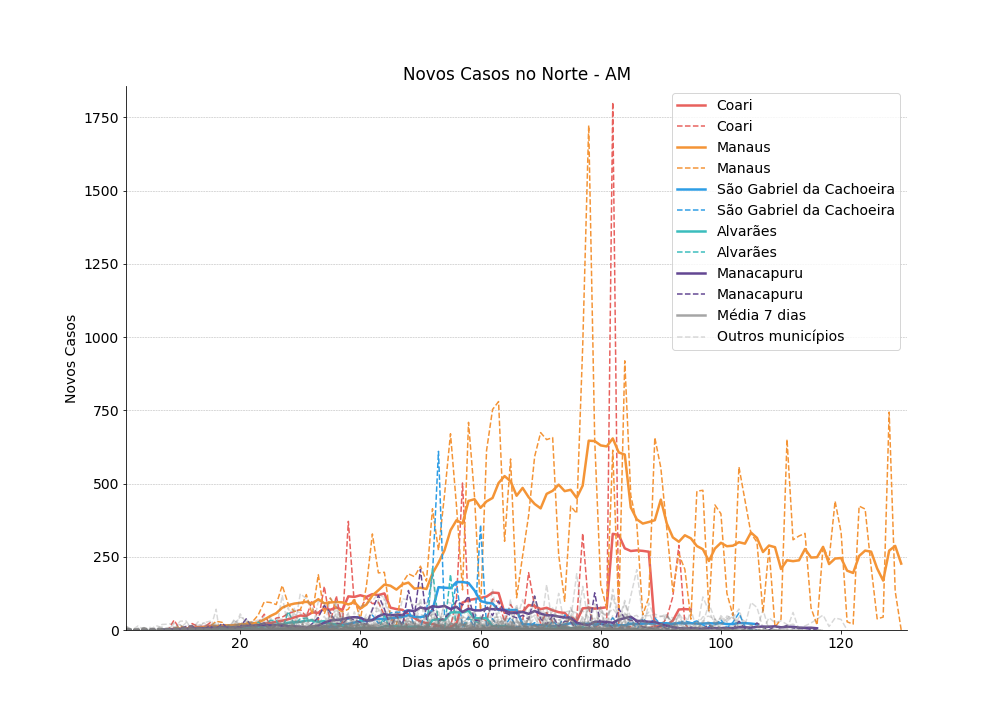 Novos Casos no Norte - AM
Novos Casos
1750
1500
1250
1000
750
500
250
0
20
40
60
80
100
120
Dias após o primeiro confirmado
Coari
Coari
Manaus
Manaus
São Gabriel da Cachoeira
São Gabriel da Cachoeira
Alvarães
Alvarães
Manacapuru
Manacapuru
Média 7 dias
Outros municípios